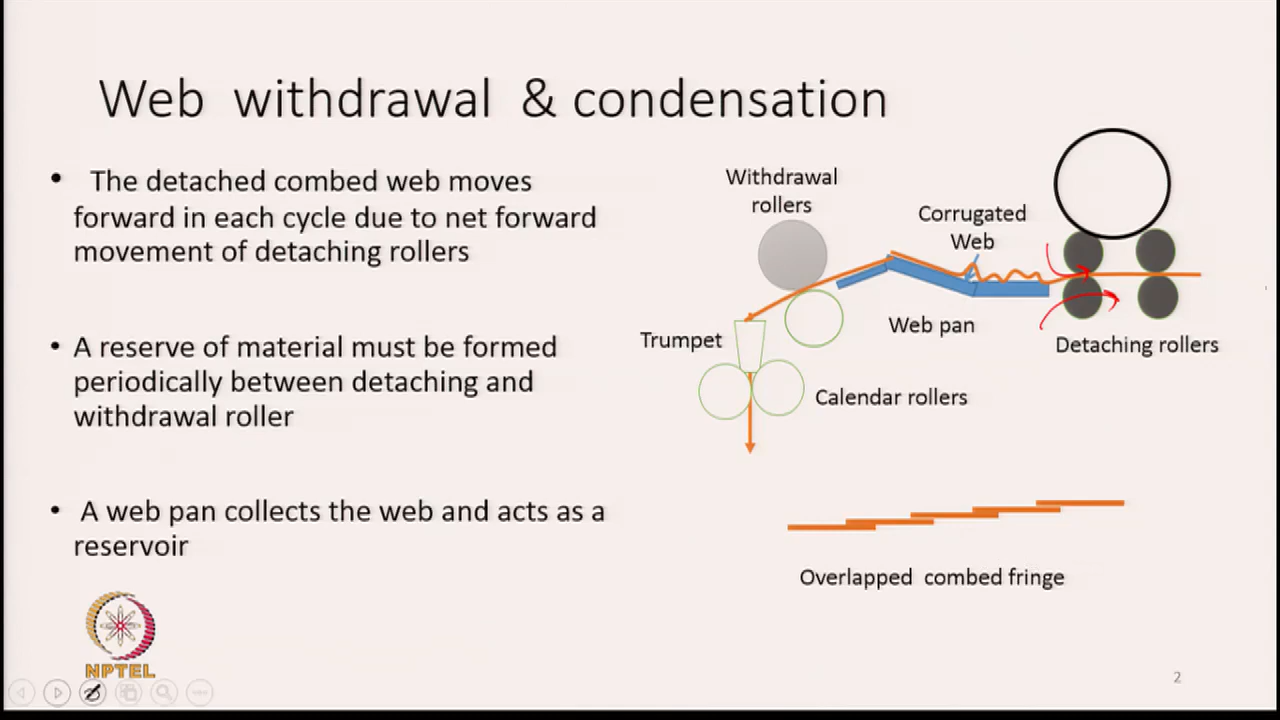 Web withdrawal & condensation
• The detached combed web moves
forward in each cycle due to net forward
movement of detaching rollers
• A reserve of material must be formed
periodically between detaching and
withdrawal roller
• A web pan collects the web and acts as a
reservoir
Withdrawal
rollers
Corrugated
Web
Trumpet
Web pan
Detaching rollers
Calendar rollers
Overlapped combed fringe
NPTEL
2